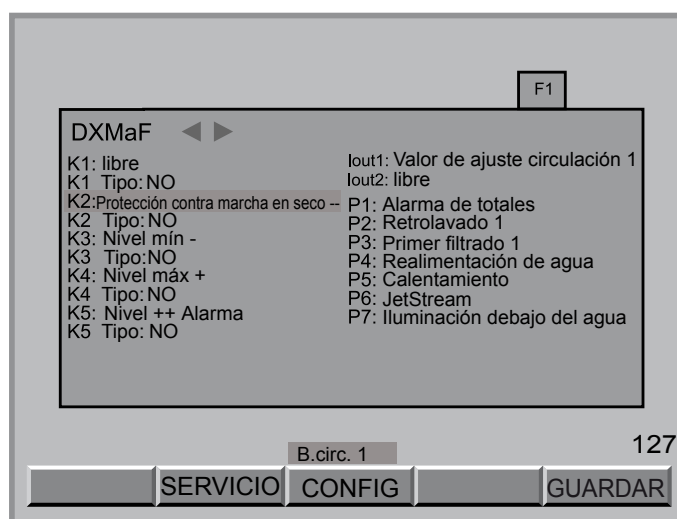 F1
DXMaF
K1: libre
K1 Tipo: NO
K2:Protección contra marcha en seco --
K2 Tipo: NO
K3: Nivel mín -
K3 Tipo:NO
K4: Nivel máx +
K4 Tipo: NO
K5: Nivel ++ Alarma
K5 Tipo: NO
Iout1: Valor de ajuste circulación 1
Iout2: libre
P1: Alarma de totales
P2: Retrolavado 1
P3: Primer filtrado 1
P4: Realimentación de agua
P5: Calentamiento
P6: JetStream
P7: Iluminación debajo del agua
127
B.circ. 1
SERVICIO CONFIG GUARDAR